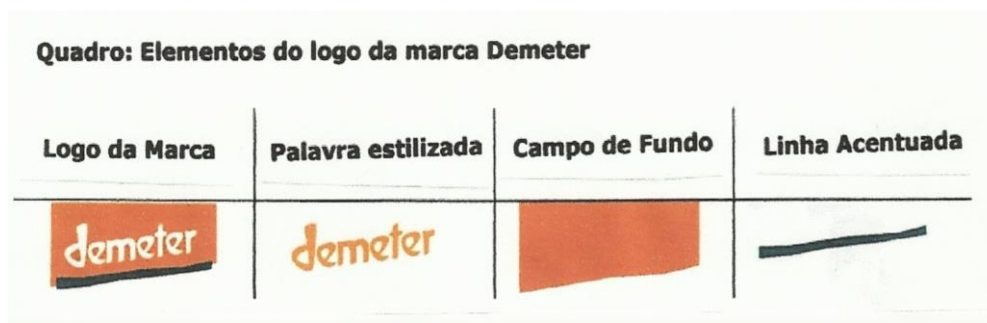 Quadro: Elementos do logo da marca Demeter
Logo da Marca
Palavra estilizada
Campo de Fundo
Linha Acentuada
demeter
demeter